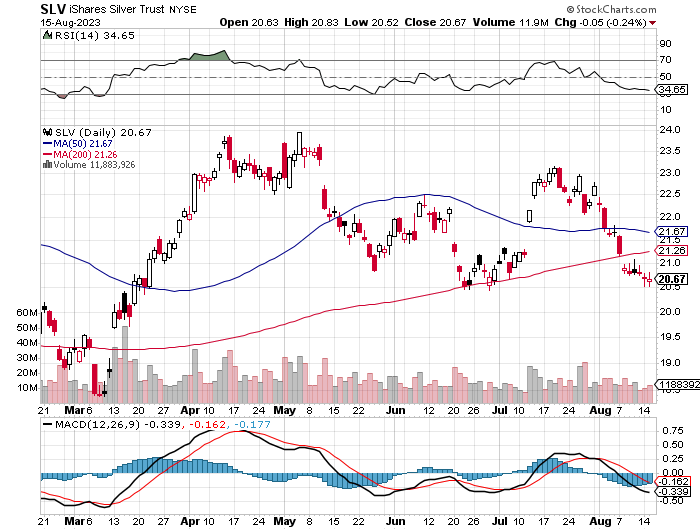 SLV iShares Silver Trust NYSE © StockCharts.com
15-Aug-2023 Open 20.63 High 20.83 Low 20.52 Close 20.67 Volume 11.9M Chg -0.05 (-0.24%)
RSI(14) 34.65
90
70
50
34.65
30
10
SLV (Daily) 20.67
MA(50) 21.67
MA(200) 21.26
Volume 11,883,926
24.0
23.5
23.0
22.5
22.0
21.67
21.5
21.26
21.0
20.67
20.5
19.5
19.0
18.5
60M
50M
40M
30M
20M
10M
1188392
21 Mar 6 13 20 27 Apr 10 17 24 May 8 15 22 Jun 12 20 26 Jul 10 17 24 Aug 7 14
MACD(12,26,9) -0.339, -0.162, -0.177
0.75
0.50
0.25
0.00
-0.162
-0.339
21 Mar 6 13 20 27 Apr 10 17 24 May 8 15 22 Jun 12 20 26 Jul 10 17 24 Aug 7 14